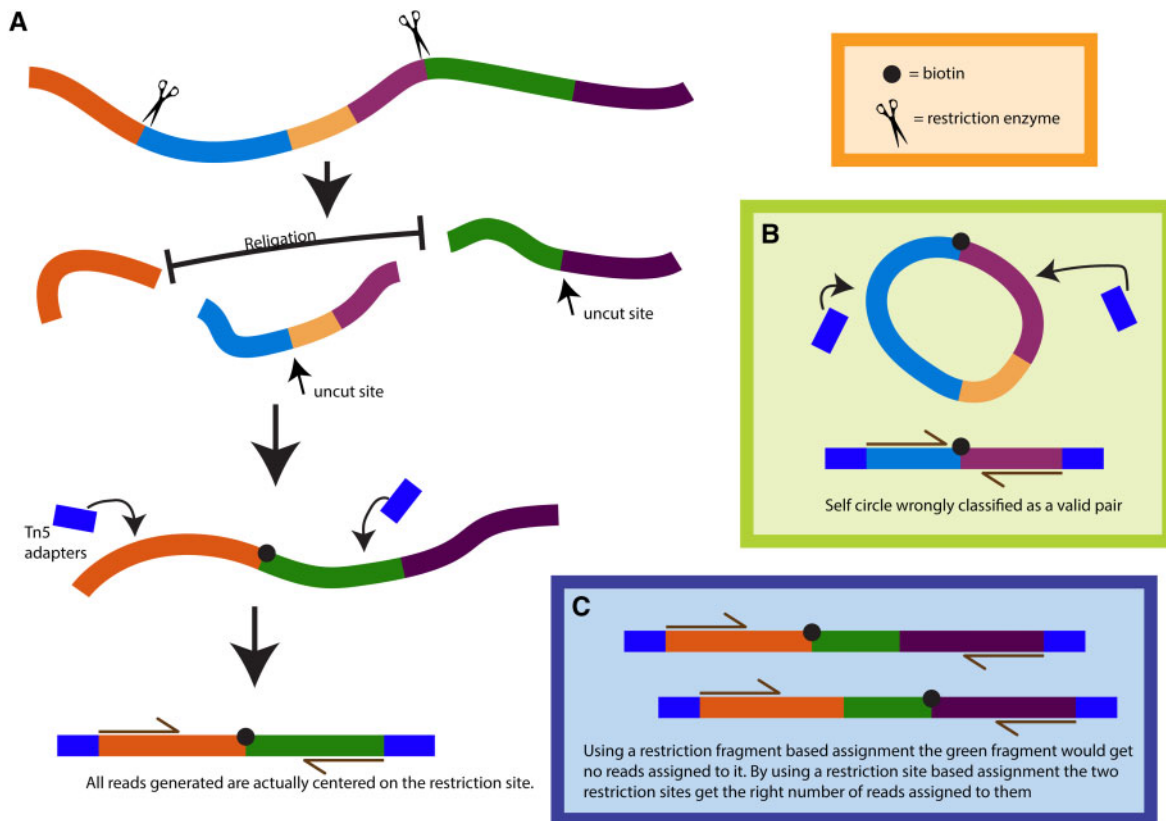 A
= biotin
= restriction enzyme
Religation
uncut site
uncut site
B
Self circle wrongly classified as a valid pair
Tn5
adapters
C
Using a restriction fragment based assignment the green fragment would get
no reads assigned to it. By using a restriction site based assignment the two
restriction sites get the right number of reads assigned to them
All reads generated are actually centered on the restriction site.